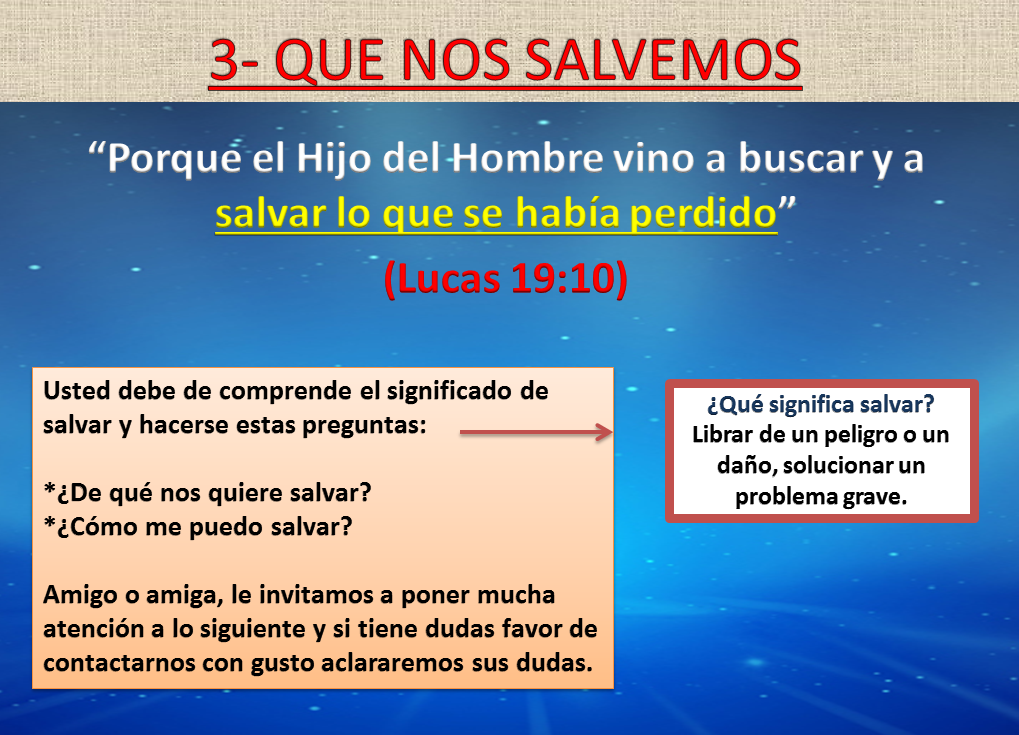 3- QUE NOS SALVEMOS
“Porque el Hijo del Hombre vino a buscar y a
salvar lo que se había perdido”
(Lucas 19:10)
Usted debe de comprende el significado de
salvar y hacerse estas preguntas:
*¿De qué nos quiere salvar?
*¿Cómo me puedo salvar?
Amigo o amiga, le invitamos a poner mucha
atención a lo siguiente y si tiene dudas favor de
contactarnos con gusto aclararemos sus dudas.
¿Qué significa salvar?
Librar de un peligro o un
daño, solucionar un
problema grave.